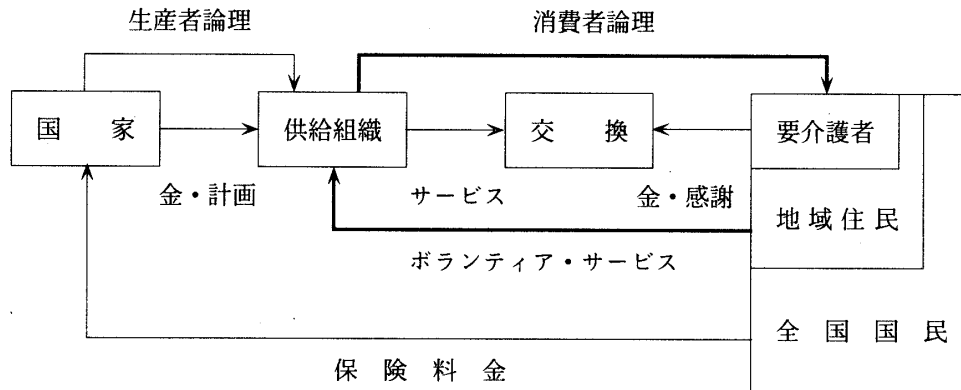 生産者論理
消費者論理
国家
供給組織
交換
要介護者
金・計画
サービス
金・感謝
地域住民
ボランティア・サービス
全国国民
保険料金